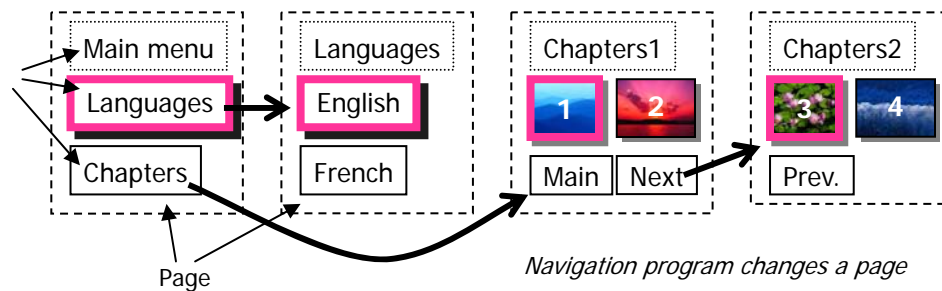 Main menu
Languages
Chapters
Page
Languages
English
French
Chapters1
1 2
Main Next
Chapters2
3 4
Prev.
Navigation program changes a page